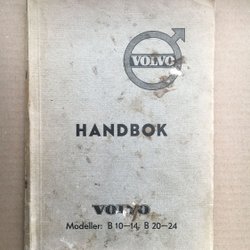 VOLVO
HANDBOK
VOLVO
Modeller: B 10—14, B 20—24